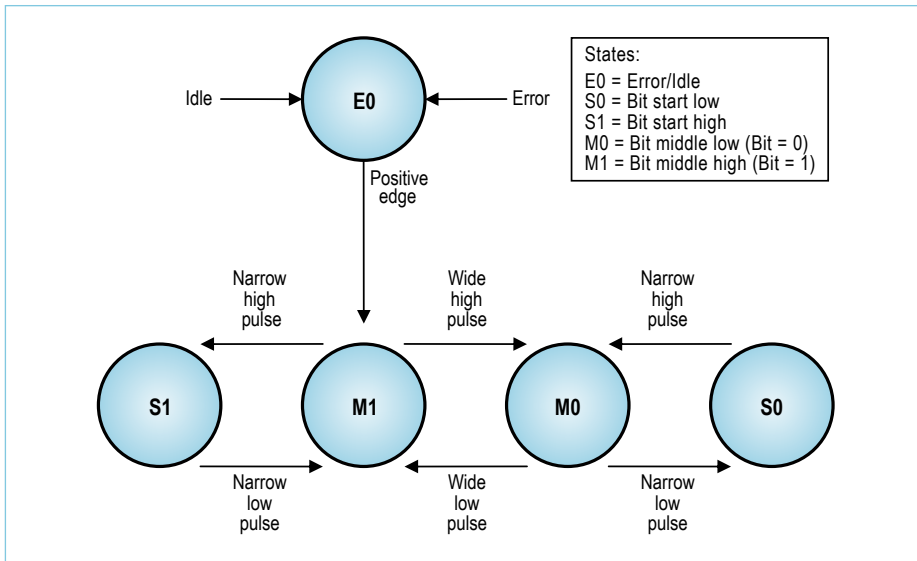 States:
E0 = Error/Idle
S0 = Bit start low
S1 = Bit start high
M0 = Bit middle low (Bit = 0)
M1 = Bit middle high (Bit = 1)
Idle
E0
Error
Positive
edge
Narrow
high
pulse
Wide
high
pulse
Narrow
high
pulse
S1
M1
M0
S0
Narrow
low
pulse
Wide
low
pulse
Narrow
low
pulse